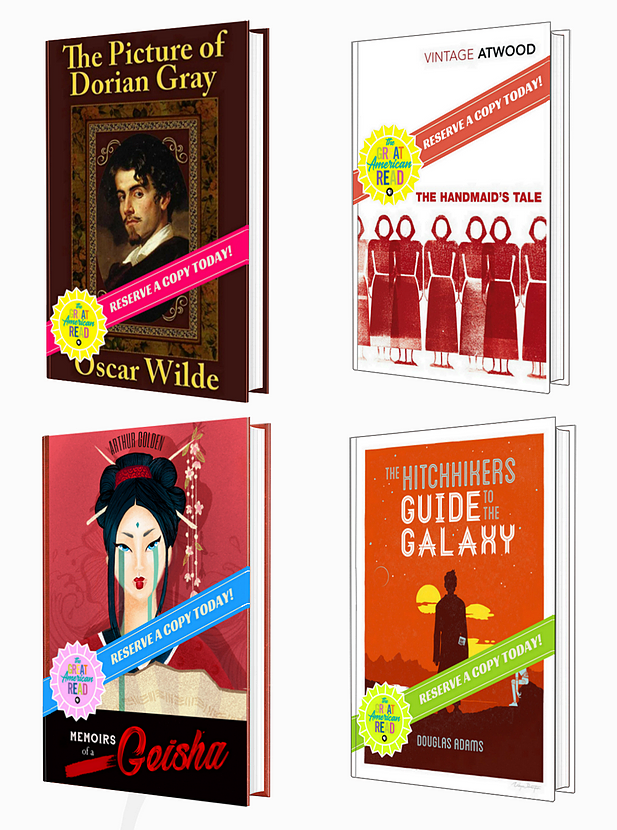 The Picture of
Dorian Gray
RESERVE A COPY TODAY!
The
GREAT
American
READ
Oscar Wilde
VINTAGE ATWOOD
RESERVE A COPY TODAY!
The
GREAT
American
READ
THE HANDMAID'S TALE
ARTHUR GOLDEN
RESERVE A COPY TODAY!
The
GREAT
American
READ
MEMOIRS
of a
Geisha
THE HITCHHIKERS
GUIDE TO
THE
GALAXY
RESERVE A COPY TODAY!
The
GREAT
American
READ
DOUGLAS ADAMS